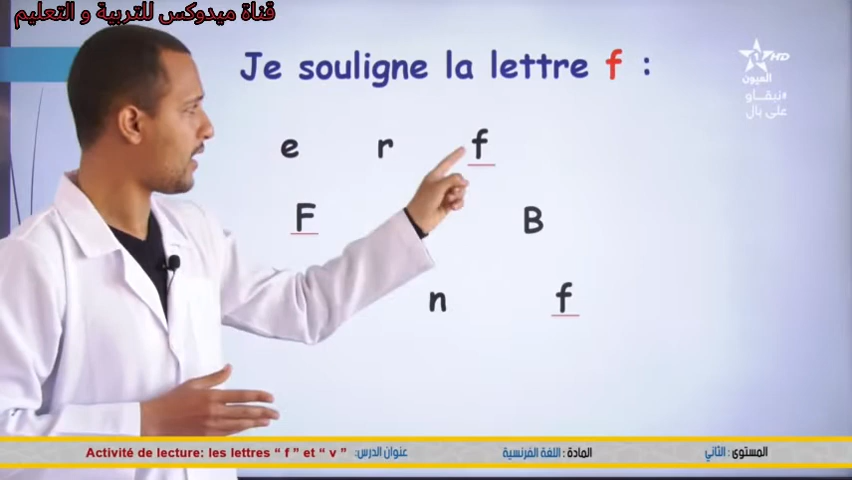 قناة ميدوكس للتربية و التعليم
Je souligne la lettre f :
HD
العيون
#نبقاو
على بال
e r f
F B
n f
المستوى : الثاني المادة : اللغة الفرنسية عنوان الدرس: Activité de lecture: les lettres “ f ” et “ v ”